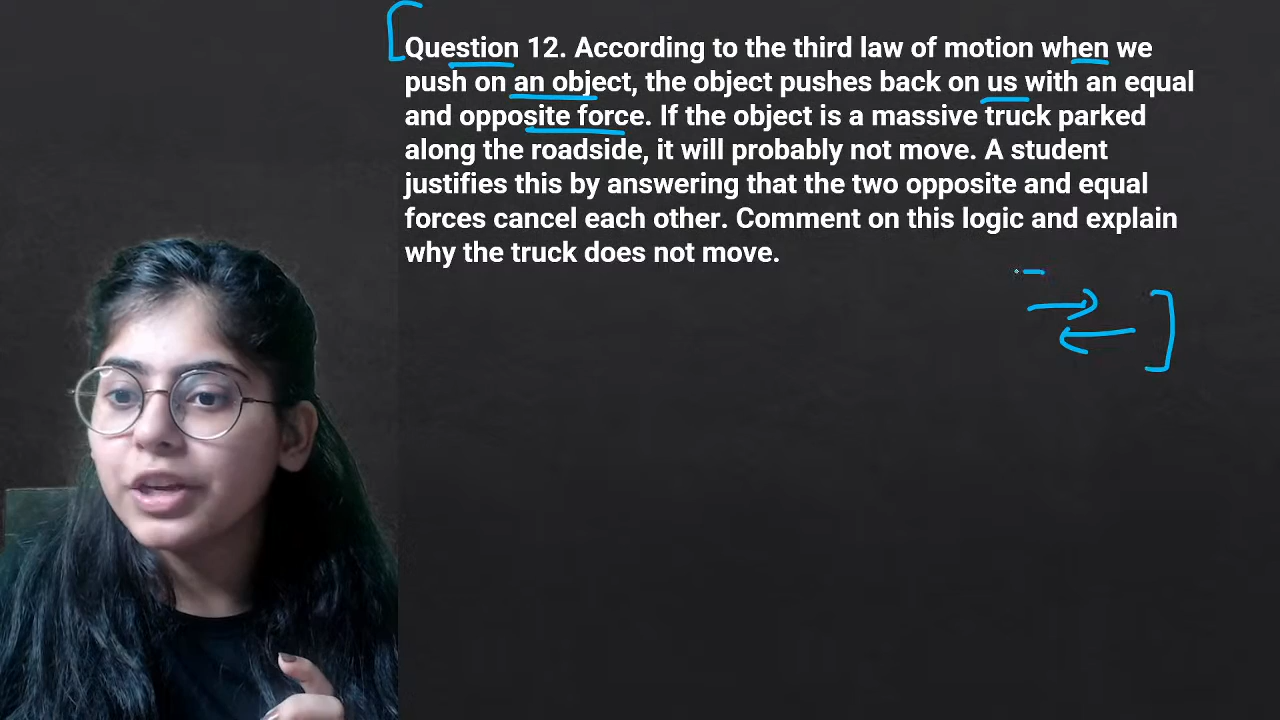 Question 12. According to the third law of motion when we
push on an object, the object pushes back on us with an equal
and opposite force. If the object is a massive truck parked
along the roadside, it will probably not move. A student
justifies this by answering that the two opposite and equal
forces cancel each other. Comment on this logic and explain
why the truck does not move.